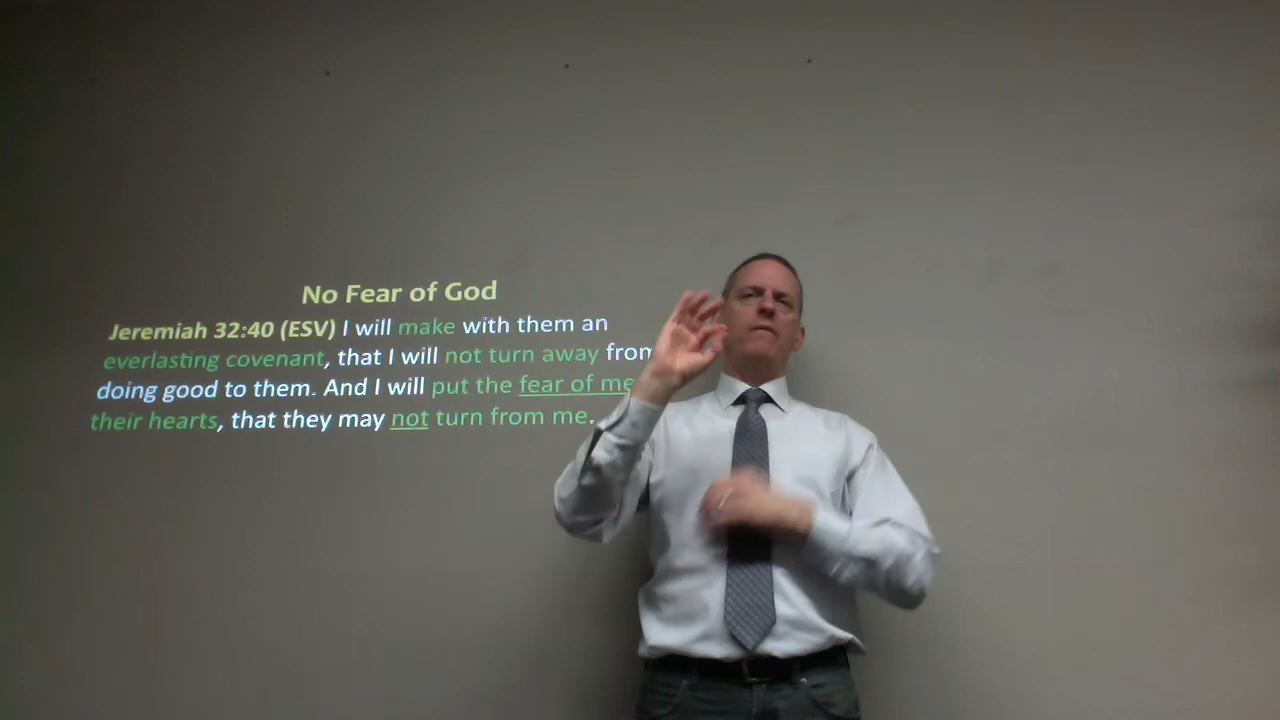 No Fear of God
Jeremiah 32:40 (ESV) I will make with them an
everlasting covenant, that I will not turn away from
doing good to them. And I will put the fear of me
their hearts, that they may not turn from me.